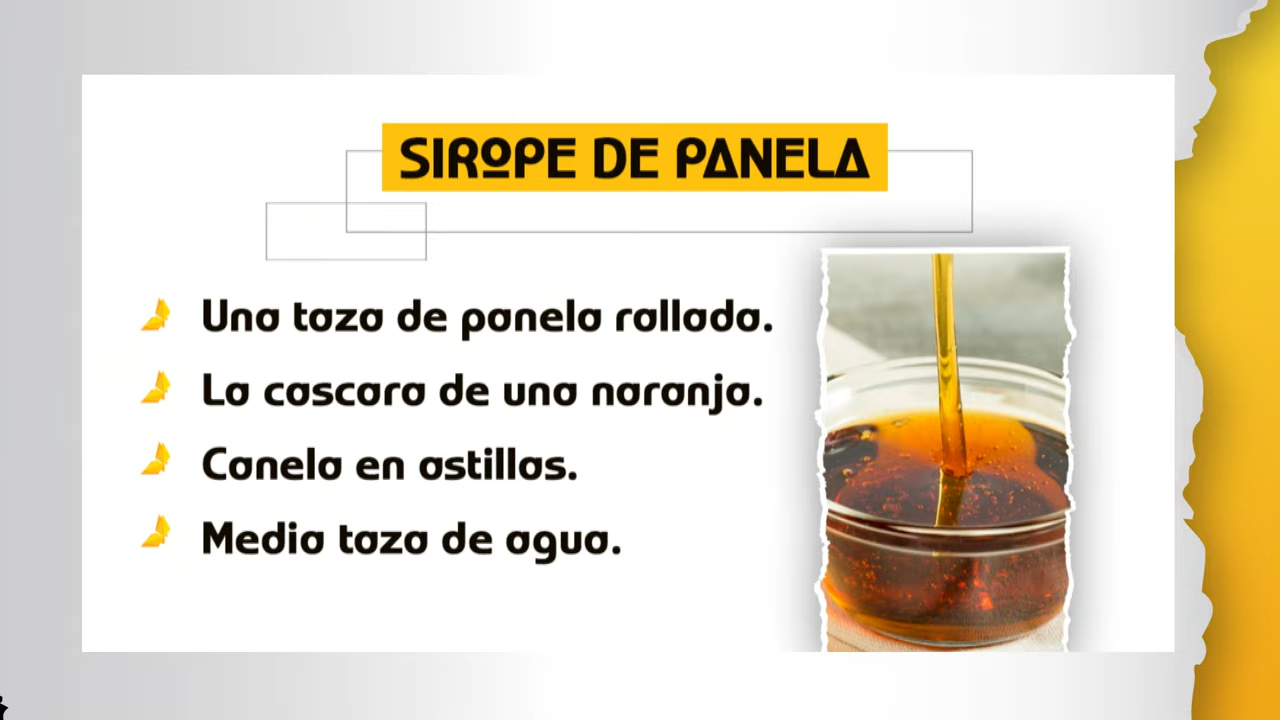 SIROPE DE PANELA
Una taza de panela rallada.
La cascara de una naranja.
Canela en astillas.
Media taza de agua.